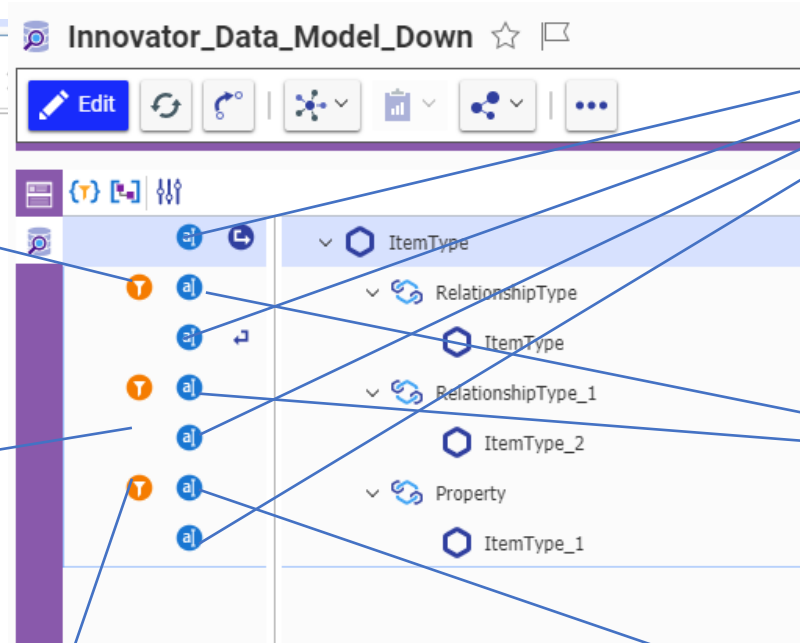 Innovator_Data_Model_Down
Edit
ItemType
RelationshipType
ItemType
RelationshipType_1
ItemType_2
Property
ItemType_1